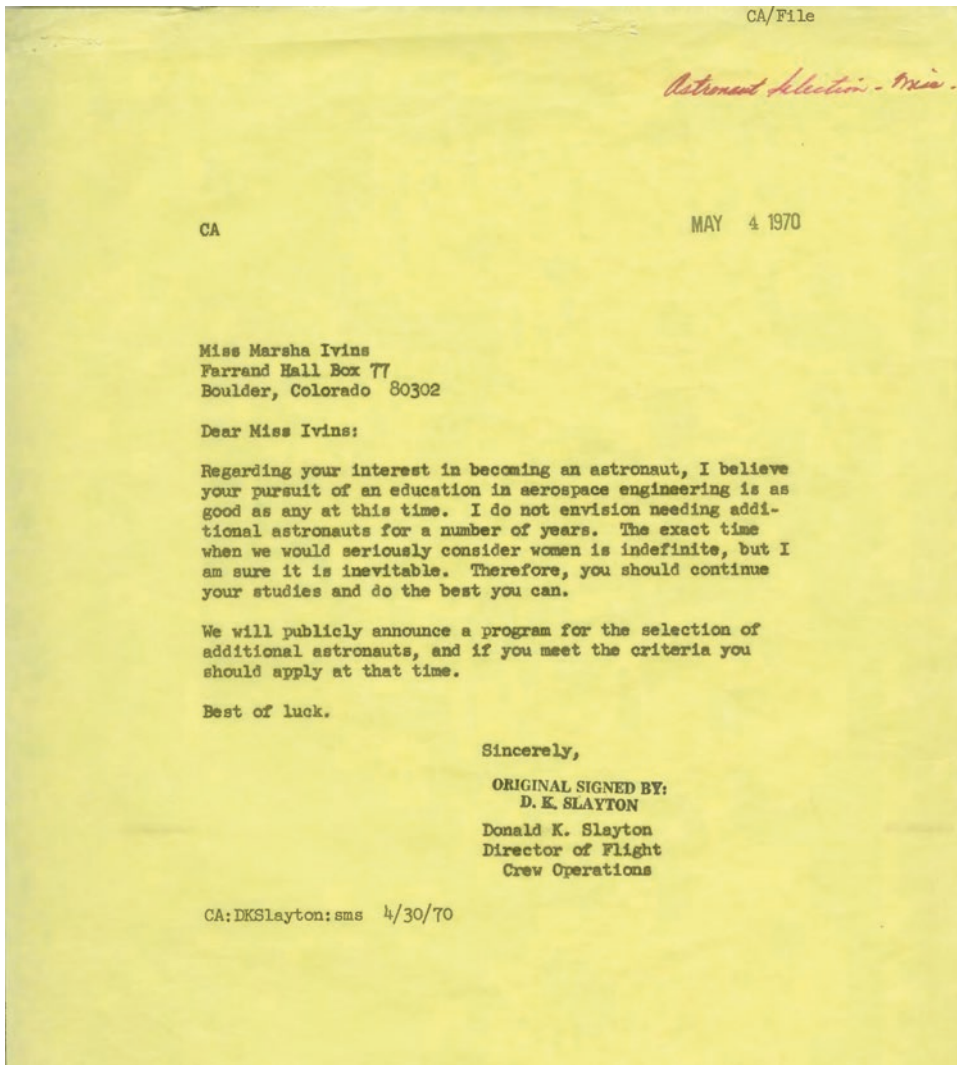 CA/File
Astronaut Selection - Misc -
CA
MAY 4 1970
Miss Marsha Ivins
Farrand Hall Box 77
Boulder, Colorado 80302
Dear Miss Ivins:
Regarding your interest in becoming an astronaut, I believe
your pursuit of an education in aerospace engineering is as
good as any at this time. I do not envision needing addi-
tional astronauts for a number of years. The exact time
when we would seriously consider women is indefinite, but I
am sure it is inevitable. Therefore, you should continue
your studies and do the best you can.
We will publicly announce a program for the selection of
additional astronauts, and if you meet the criteria you
should apply at that time.
Best of luck.
Sincerely,
ORIGINAL SIGNED BY:
D. K. SLAYTON
Donald K. Slayton
Director of Flight
Crew Operations
CA:DKSlayton:sms 4/30/70